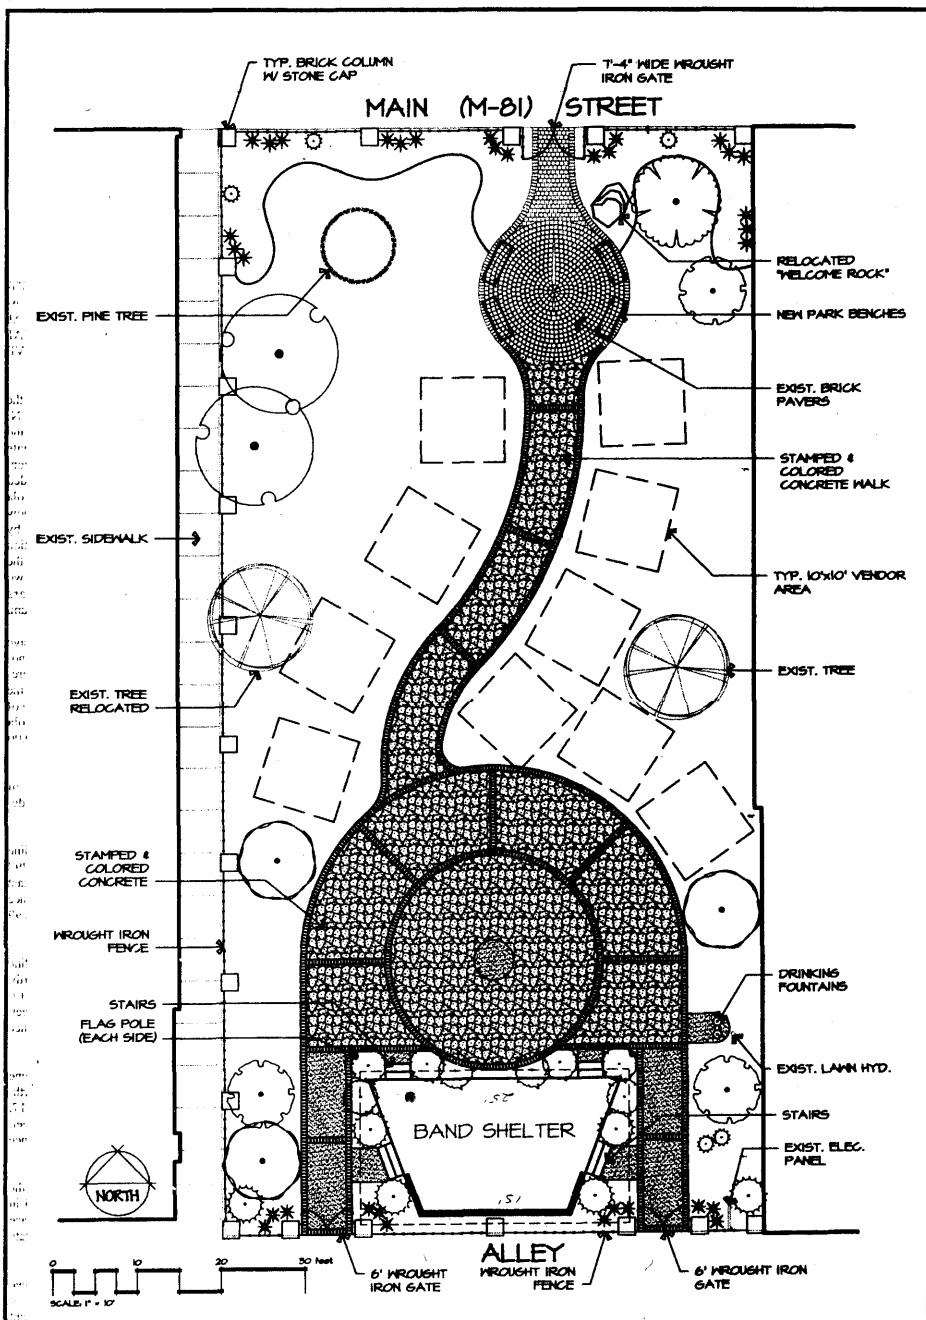 TYP. BRICK COLUMN
W/ STONE CAP
7'-4" WIDE WROUGHT
IRON GATE
MAIN (M-81) STREET
RELOCATED
"WELCOME ROCK"
EXIST. PINE TREE
NEW PARK BENCHES
EXIST. BRICK
PAVERS
STAMPED &
COLORED
CONCRETE WALK
EXIST. SIDEWALK
TYP. 10'x10' VENDOR
AREA
EXIST. TREE
EXIST. TREE
RELOCATED
STAMPED &
COLORED
CONCRETE
WROUGHT IRON
FENCE
DRINKING
FOUNTAINS
STAIRS
FLAG POLE
(EACH SIDE)
EXIST. LAWN HYD.
25'
STAIRS
BAND SHELTER
EXIST. ELEC.
PANEL
NORTH
15'
ALLEY
0 10 20 30 feet
6' WROUGHT
IRON GATE
WROUGHT IRON
FENCE
6' WROUGHT IRON
GATE
SCALE: 1" = 10'